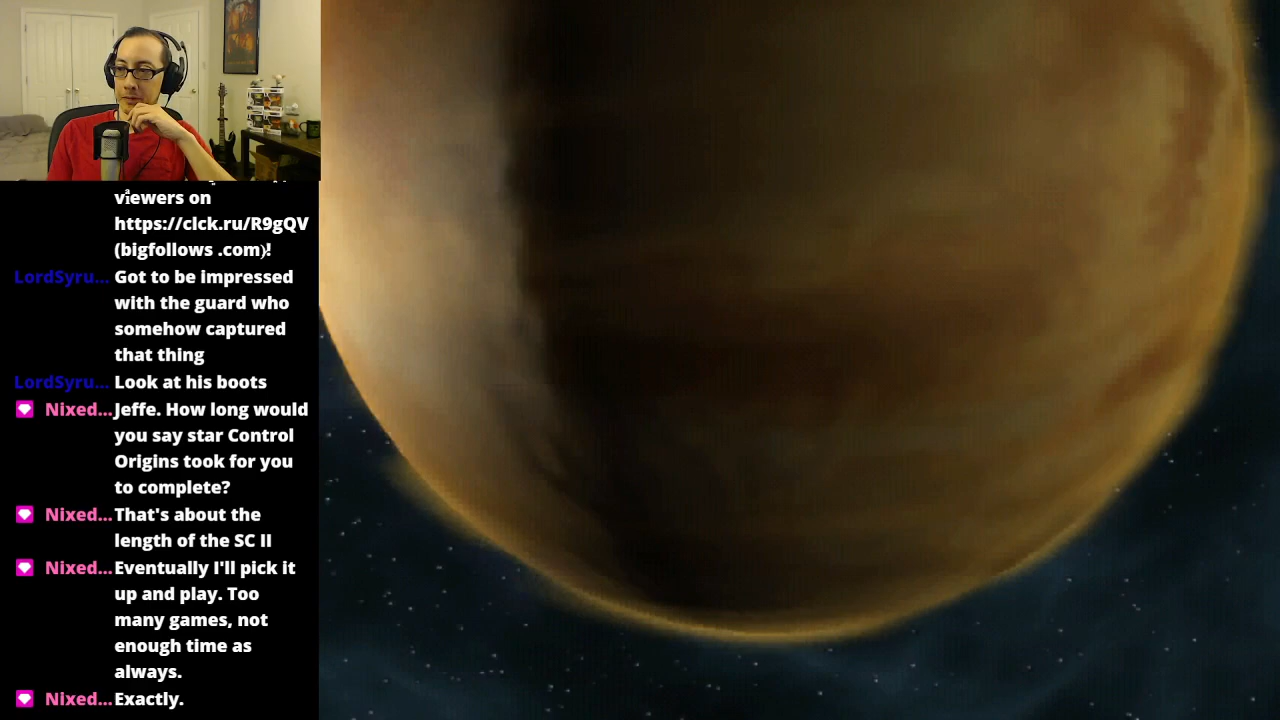 viewers on
https://clck.ru/R9gQV
(bigfollows .com)!
LordSyru... Got to be impressed
with the guard who
somehow captured
that thing
LordSyru... Look at his boots
Nixed... Jeffe. How long would
you say star Control
Origins took for you
to complete?
Nixed... That's about the
length of the SC II
Nixed... Eventually I'll pick it
up and play. Too
many games, not
enough time as
always.
Nixed... Exactly.